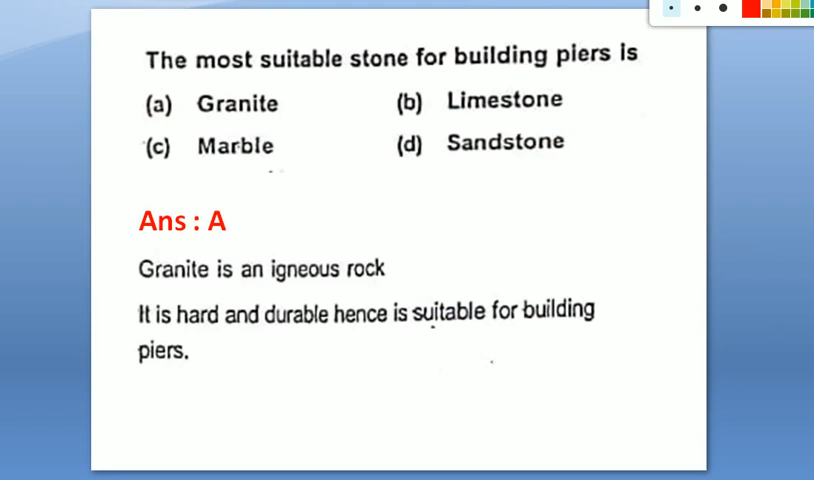 The most suitable stone for building piers is
(a) Granite (b) Limestone
(c) Marble (d) Sandstone
Ans : A
Granite is an igneous rock
It is hard and durable hence is suitable for building
piers.